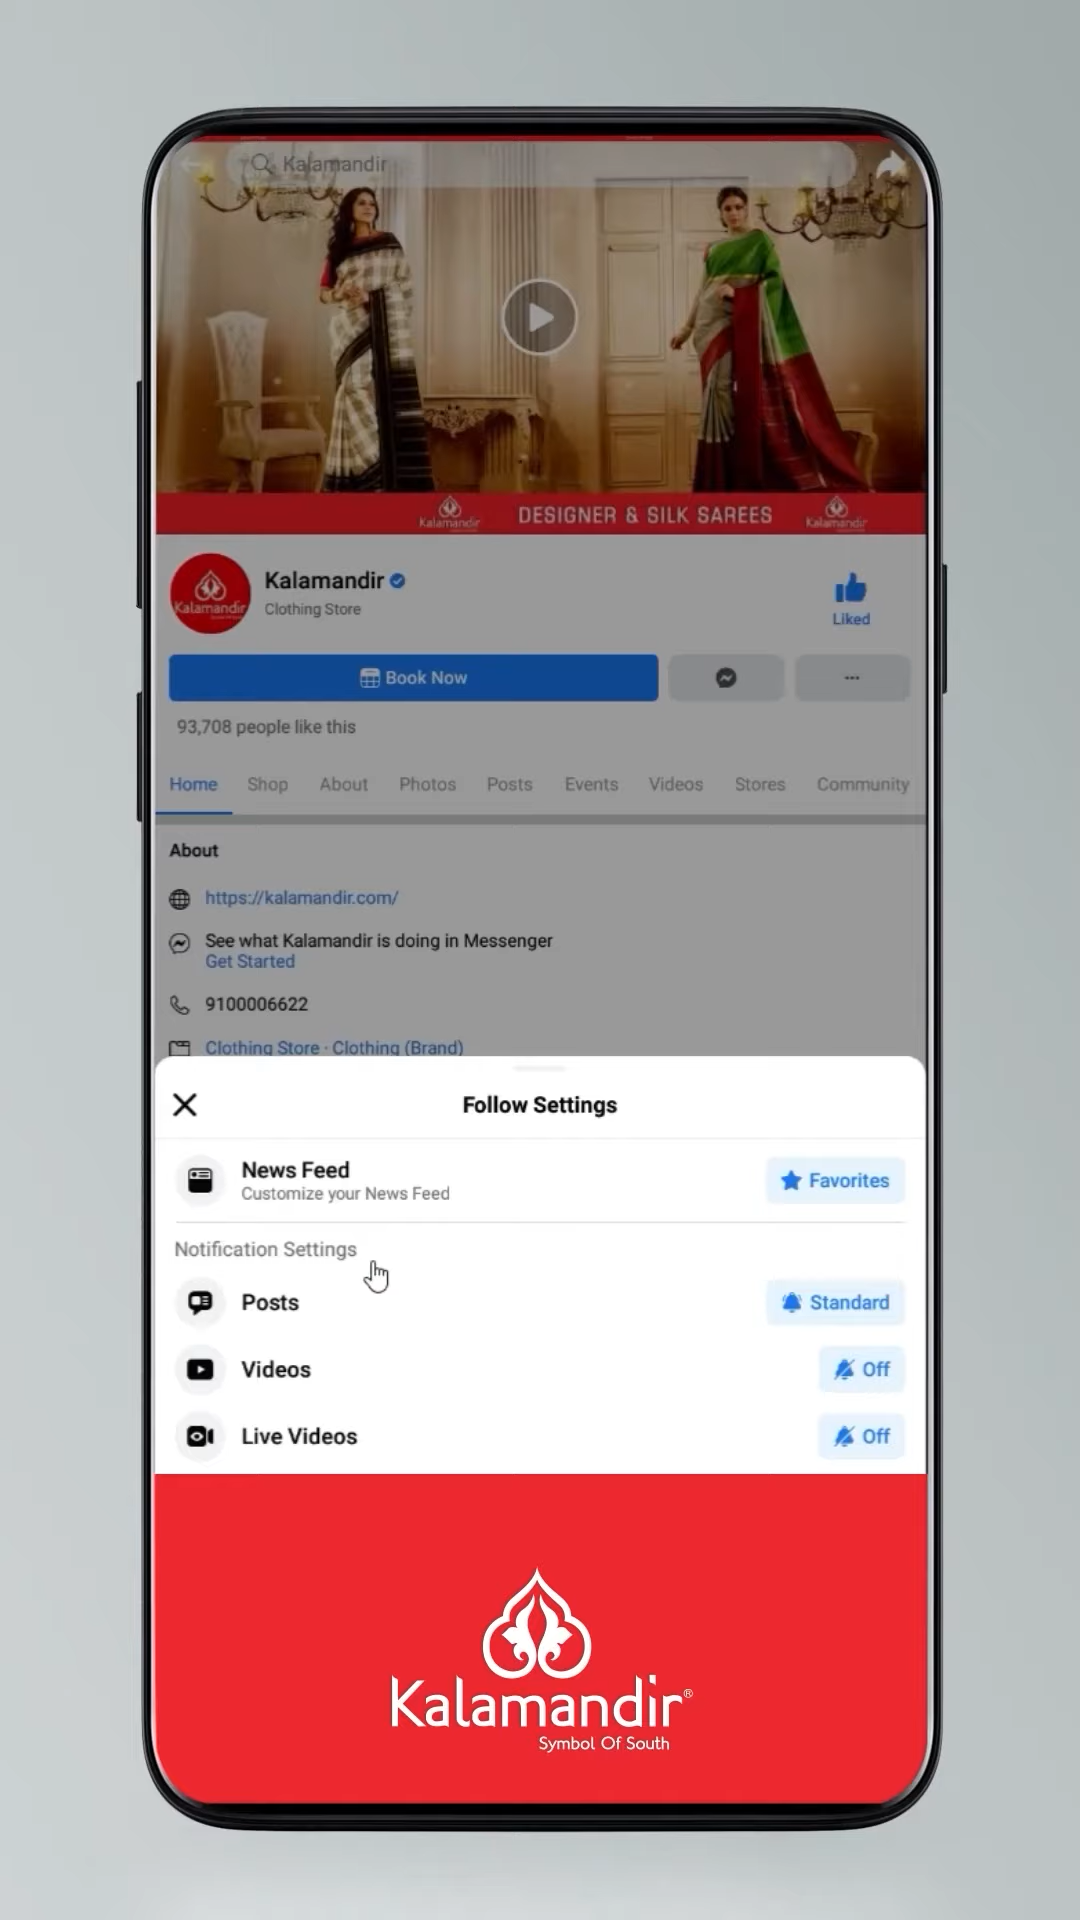 Kalamandir
Kalamandir
DESIGNER & SILK SAREES
Kalamandir
Kalamandir
Kalamandir
Clothing Store
Liked
Book Now
93,708 people like this
Home Shop About Photos Posts Events Videos Stores Community
About
https://kalamandir.com/
See what Kalamandir is doing in Messenger
Get Started
9100006622
Clothing Store · Clothing (Brand)
Follow Settings
News Feed
Customize your News Feed
Favorites
Notification Settings
Posts
Standard
Videos
Off
Live Videos
Off
Kalamandir®
Symbol Of South